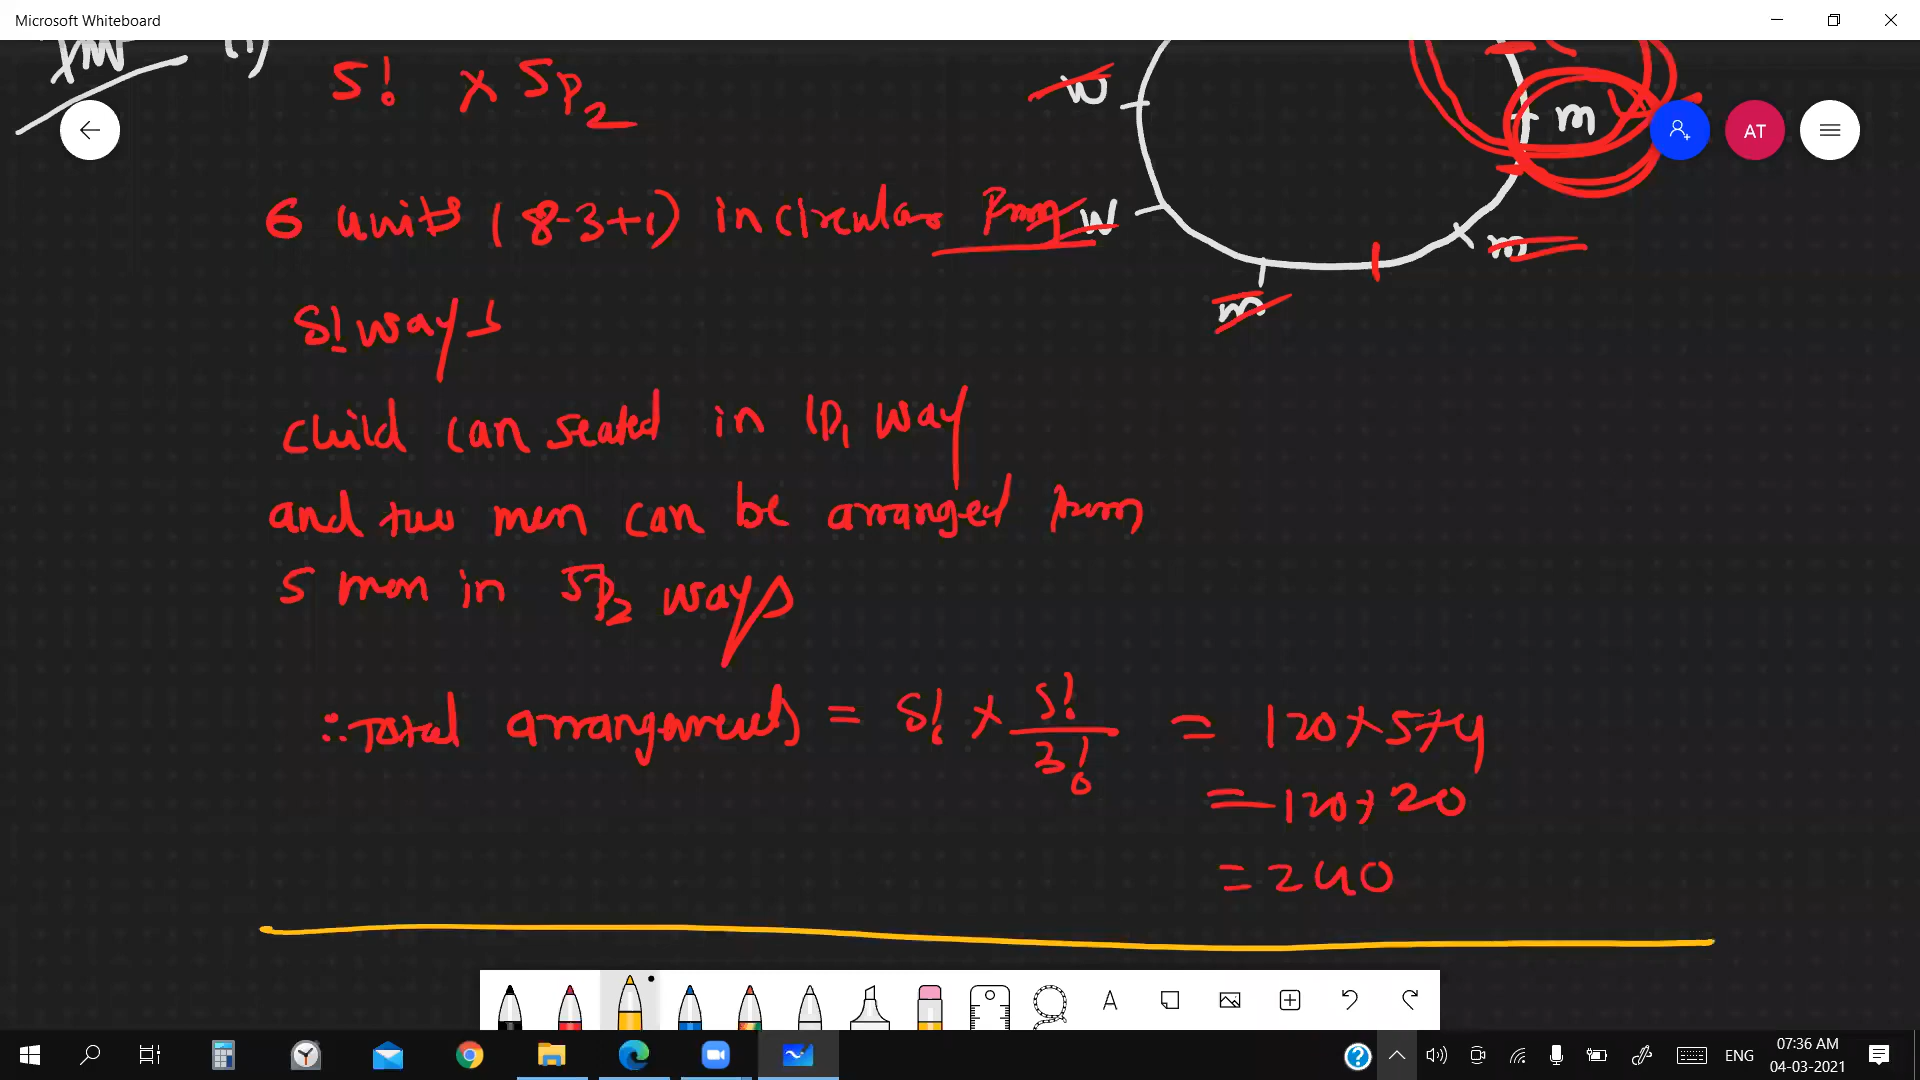 Microsoft Whiteboard
5! × 5P2
W
m
AT
6 units (8-3+1) in circular
W
m
m
5! ways
child can seated in 1P1 way
and two men can be arranged from
5 men in 5P2 ways
∴ Total arrangements = 5! × 5!/3! = 120×5×4
= 120×20
= 240
A
ENG
07:36 AM
04-03-2021